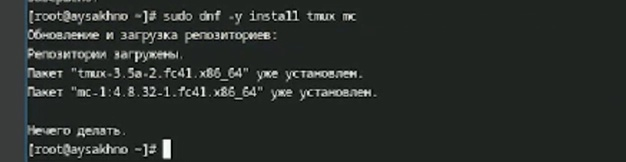 [root@aysakhno ~]# sudo dnf -y install tmux mc
Обновление и загрузка репозиториев:
Репозитории загружены.
Пакет "tmux-3.5a-2.fc41.x86_64" уже установлен.
Пакет "mc-1:4.8.32-1.fc41.x86_64" уже установлен.
Нечего делать.
[root@aysakhno ~]#